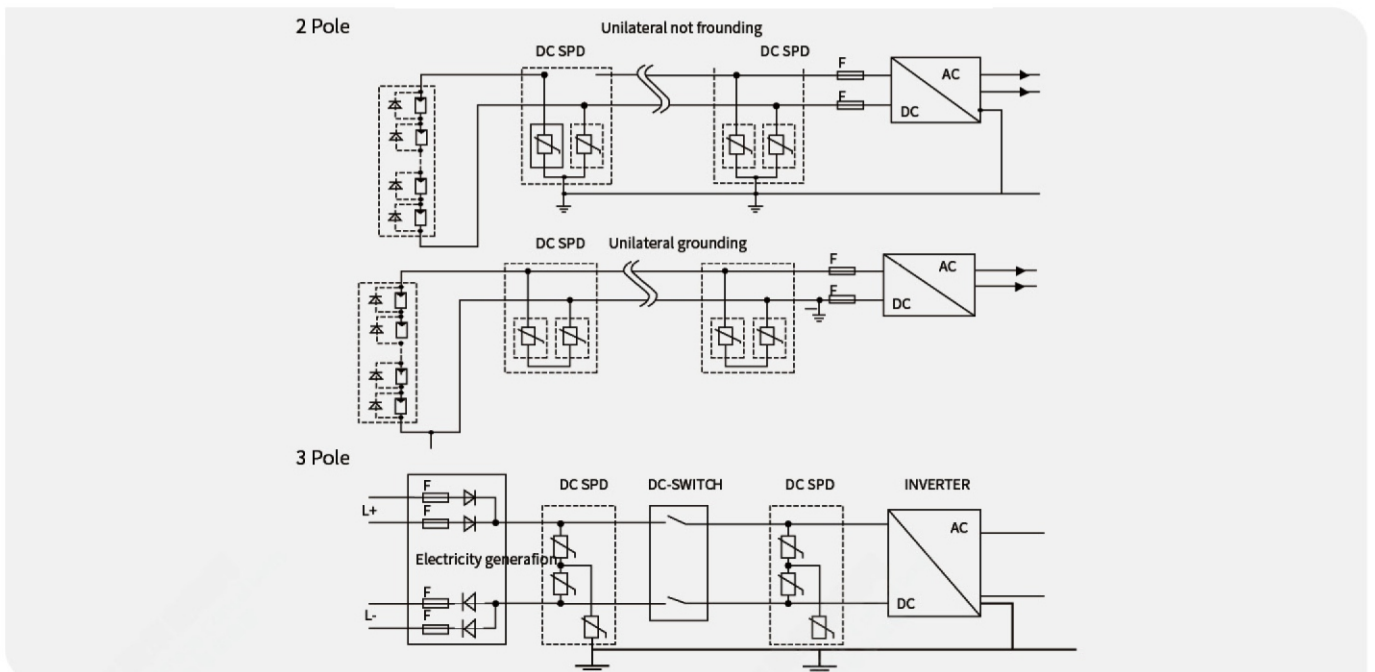 2 Pole
Unilateral not frounding
DC SPD
DC SPD
F
AC
F
DC
DC SPD
Unilateral grounding
F
AC
F
DC
3 Pole
F
DC SPD
DC-SWITCH
DC SPD
INVERTER
L+
F
AC
Electricity generafion
F
DC
L-
F